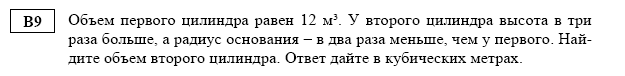 В9 Объем первого цилиндра равен 12 м³. У второго цилиндра высота в три
раза больше, а радиус основания – в два раза меньше, чем у первого. Най-
дите объем второго цилиндра. Ответ дайте в кубических метрах.